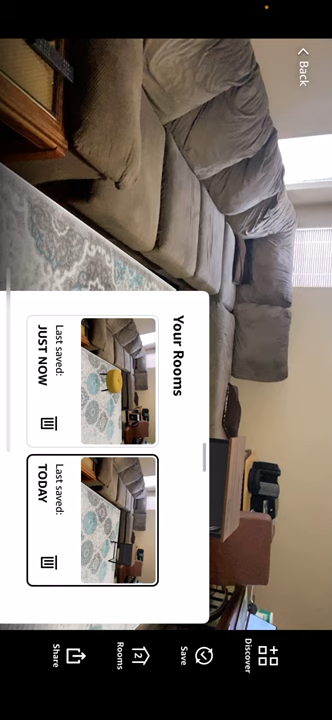 Back
Your Rooms
Last saved:
JUST NOW
Last saved:
TODAY
Discover
Save
2
Rooms
Share